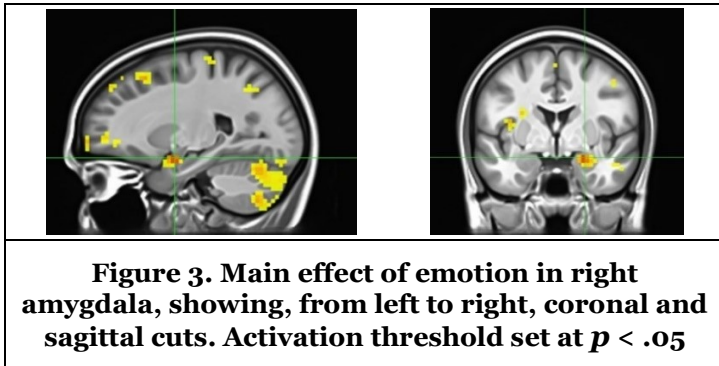 Figure 3. Main effect of emotion in right
amygdala, showing, from left to right, coronal and
sagittal cuts. Activation threshold set at p < .05